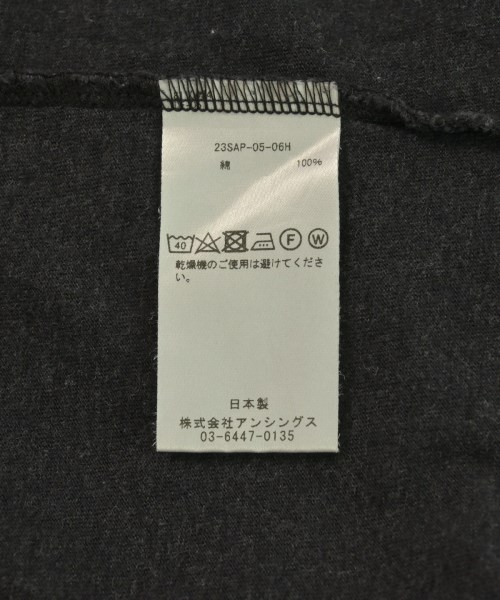 23SAP-05-06H
綿 100%
40 F W
乾燥機のご使用は避けてくださ
い。
日本製
株式会社アンシングス
03-6447-0135